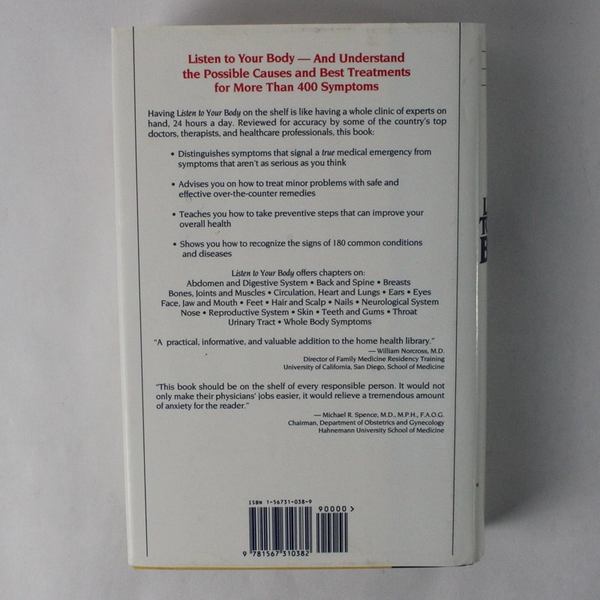 Listen to Your Body — And Understand
the Possible Causes and Best Treatments
for More Than 400 Symptoms
Having Listen to Your Body on the shelf is like having a whole clinic of experts on
hand, 24 hours a day. Reviewed for accuracy by some of the country's top
doctors, therapists, and healthcare professionals, this book:
• Distinguishes symptoms that signal a true medical emergency from
symptoms that aren't as serious as you think
• Advises you on how to treat minor problems with safe and
effective over-the-counter remedies
• Teaches you how to take preventive steps that can improve your
overall health
• Shows you how to recognize the signs of 180 common conditions
and diseases
Listen to Your Body offers chapters on:
Abdomen and Digestive System • Back and Spine • Breasts
Bones, Joints and Muscles • Circulation, Heart and Lungs • Ears • Eyes
Face, Jaw and Mouth • Feet • Hair and Scalp • Nails • Neurological System
Nose • Reproductive System • Skin • Teeth and Gums • Throat
Urinary Tract • Whole Body Symptoms
"A practical, informative, and valuable addition to the home health library."
— William Norcross, M.D.
Director of Family Medicine Residency Training
University of California, San Diego, School of Medicine
"This book should be on the shelf of every responsible person. It would not
only make their physicians' jobs easier, it would relieve a tremendous amount
of anxiety for the reader."
— Michael R. Spence, M.D., M.P.H., F.A.O.G.
Chairman, Department of Obstetrics and Gynecology
Hahnemann University School of Medicine
ISBN 1-56731-038-9
90000>
9 781567 310382